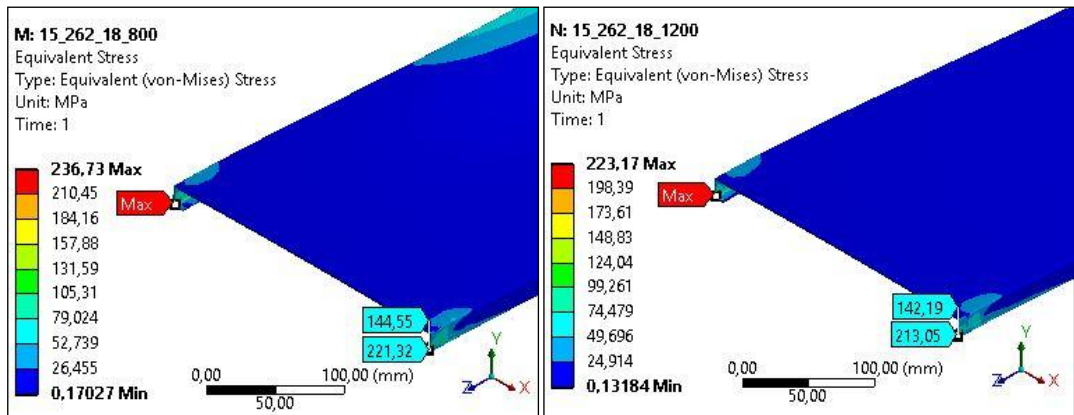 M: 15_262_18_800
Equivalent Stress
Type: Equivalent (von-Mises) Stress
Unit: MPa
Time: 1
236,73 Max
210,45
184,16
157,88
131,59
105,31
79,024
52,739
26,455
0,17027 Min
Max
144,55
221,32
0,00
100,00 (mm)
50,00
Y
Z
X
N: 15_262_18_1200
Equivalent Stress
Type: Equivalent (von-Mises) Stress
Unit: MPa
Time: 1
223,17 Max
198,39
173,61
148,83
124,04
99,261
74,479
49,696
24,914
0,13184 Min
Max
142,19
213,05
0,00
100,00 (mm)
50,00
Y
Z
X